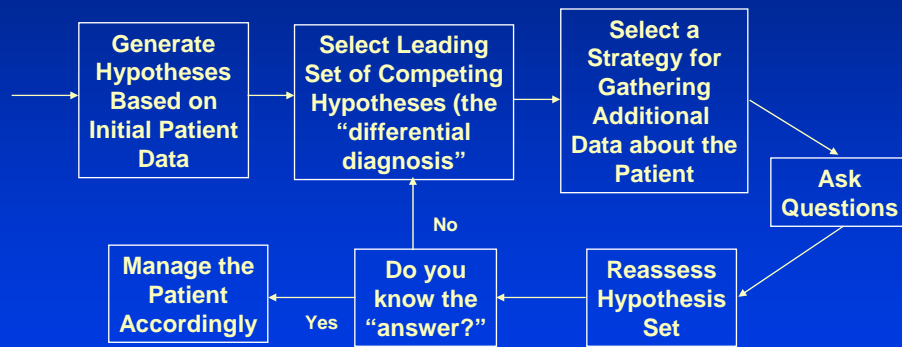 Generate
Hypotheses
Based on
Initial Patient
Data
Select Leading
Set of Competing
Hypotheses (the
“differential
diagnosis”
Select a
Strategy for
Gathering
Additional
Data about the
Patient
Ask
Questions
Reassess
Hypothesis
Set
Do you
know the
“answer?”
No
Yes
Manage the
Patient
Accordingly